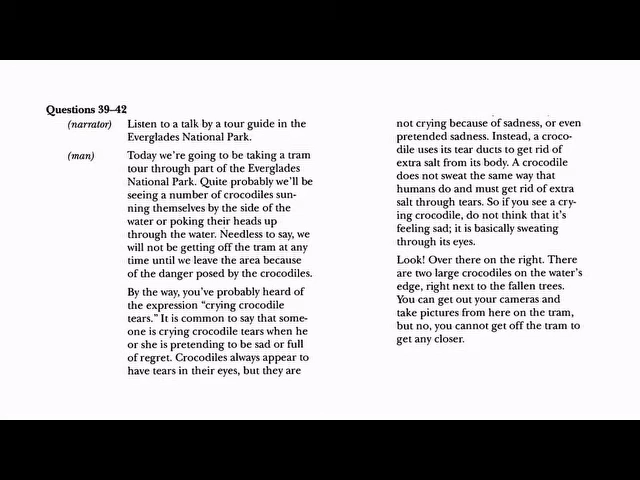 Questions 39–42
(narrator) Listen to a talk by a tour guide in the
Everglades National Park.
(man) Today we're going to be taking a tram
tour through part of the Everglades
National Park. Quite probably we'll be
seeing a number of crocodiles sun-
ning themselves by the side of the
water or poking their heads up
through the water. Needless to say, we
will not be getting off the tram at any
time until we leave the area because
of the danger posed by the crocodiles.
By the way, you've probably heard of
the expression “crying crocodile
tears.” It is common to say that some-
one is crying crocodile tears when he
or she is pretending to be sad or full
of regret. Crocodiles always appear to
have tears in their eyes, but they are
not crying because of sadness, or even
pretended sadness. Instead, a croco-
dile uses its tear ducts to get rid of
extra salt from its body. A crocodile
does not sweat the same way that
humans do and must get rid of extra
salt through tears. So if you see a cry-
ing crocodile, do not think that it's
feeling sad; it is basically sweating
through its eyes.
Look! Over there on the right. There
are two large crocodiles on the water's
edge, right next to the fallen trees.
You can get out your cameras and
take pictures from here on the tram,
but no, you cannot get off the tram to
get any closer.